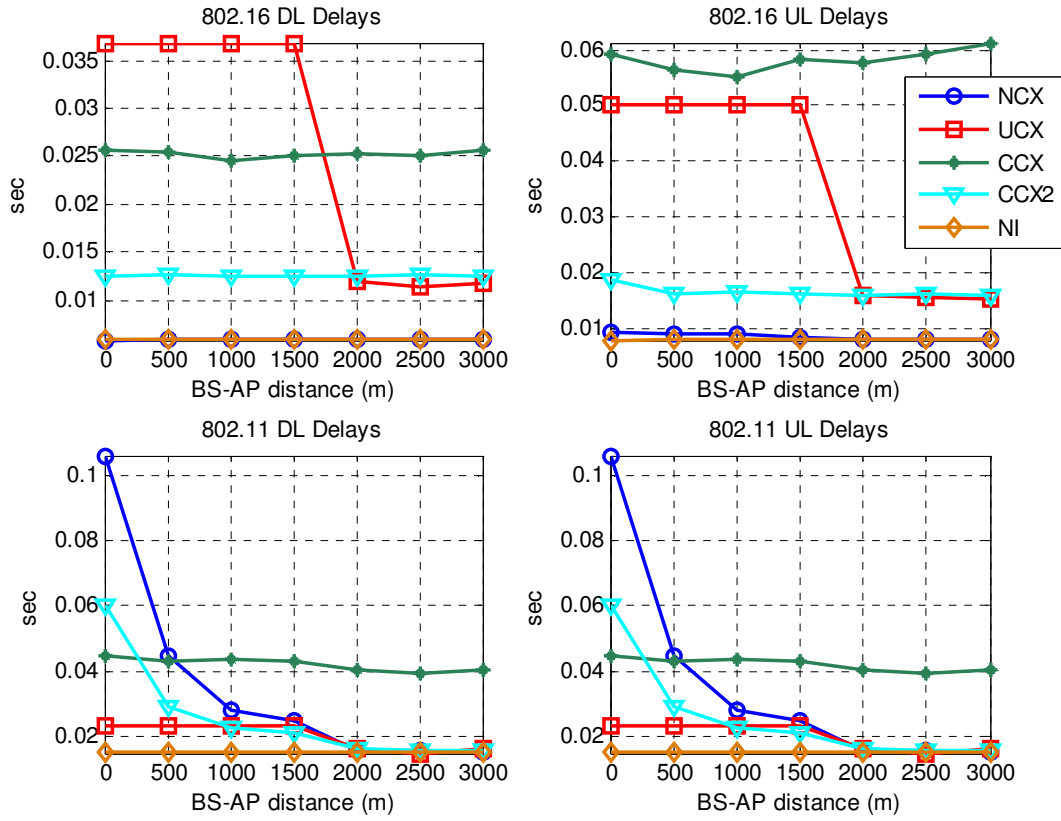 802.16 DL Delays
0.035
0.03
0.025
0.02
0.015
0.01
sec
0 500 1000 1500 2000 2500 3000
BS-AP distance (m)
802.16 UL Delays
0.06
0.05
0.04
0.03
0.02
0.01
sec
0 500 1000 1500 2000 2500 3000
BS-AP distance (m)
NCX
UCX
CCX
CCX2
NI
802.11 DL Delays
0.1
0.08
0.06
0.04
0.02
sec
0 500 1000 1500 2000 2500 3000
BS-AP distance (m)
802.11 UL Delays
0.1
0.08
0.06
0.04
0.02
sec
0 500 1000 1500 2000 2500 3000
BS-AP distance (m)